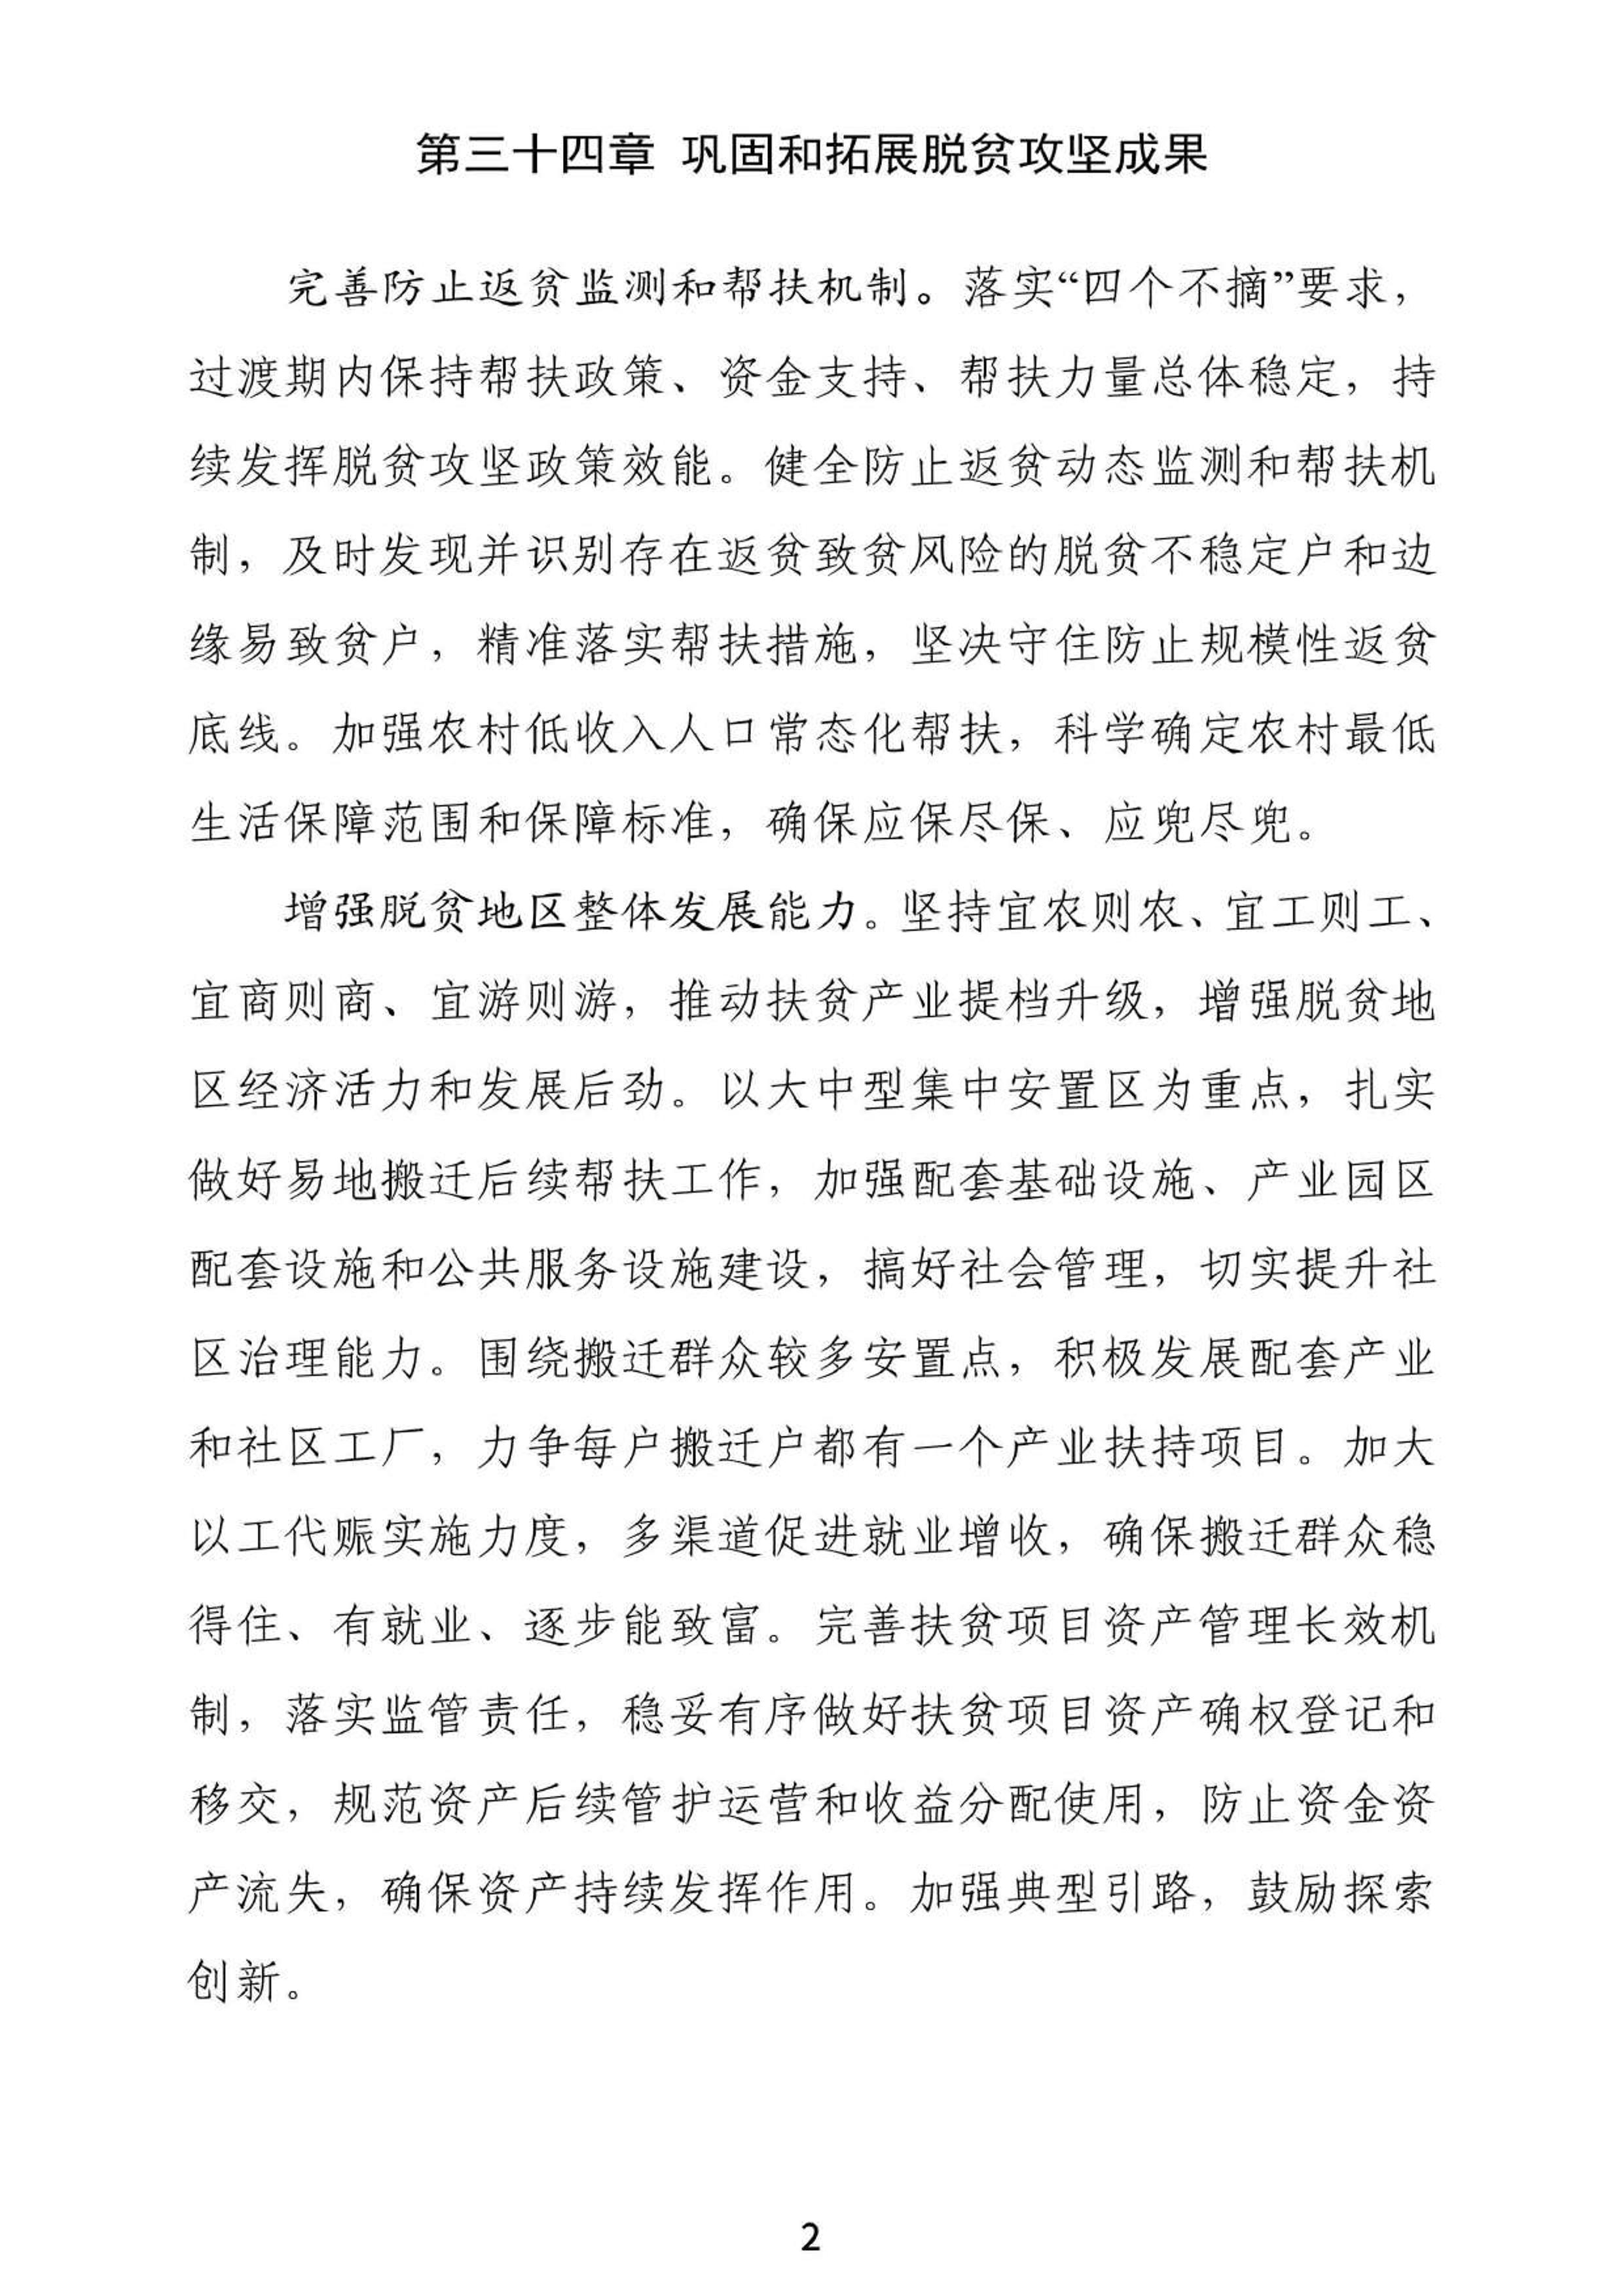 第三十四章 巩固和拓展脱贫攻坚成果
完善防止返贫监测和帮扶机制。落实“四个不摘”要求，
过渡期内保持帮扶政策、资金支持、帮扶力量总体稳定，持
续发挥脱贫攻坚政策效能。健全防止返贫动态监测和帮扶机
制，及时发现并识别存在返贫致贫风险的脱贫不稳定户和边
缘易致贫户，精准落实帮扶措施，坚决守住防止规模性返贫
底线。加强农村低收入人口常态化帮扶，科学确定农村最低
生活保障范围和保障标准，确保应保尽保、应兜尽兜。
增强脱贫地区整体发展能力。坚持宜农则农、宜工则工、
宜商则商、宜游则游，推动扶贫产业提档升级，增强脱贫地
区经济活力和发展后劲。以大中型集中安置区为重点，扎实
做好易地搬迁后续帮扶工作，加强配套基础设施、产业园区
配套设施和公共服务设施建设，搞好社会管理，切实提升社
区治理能力。围绕搬迁群众较多安置点，积极发展配套产业
和社区工厂，力争每户搬迁户都有一个产业扶持项目。加大
以工代赈实施力度，多渠道促进就业增收，确保搬迁群众稳
得住、有就业、逐步能致富。完善扶贫项目资产管理长效机
制，落实监管责任，稳妥有序做好扶贫项目资产确权登记和
移交，规范资产后续管护运营和收益分配使用，防止资金资
产流失，确保资产持续发挥作用。加强典型引路，鼓励探索
创新。
2